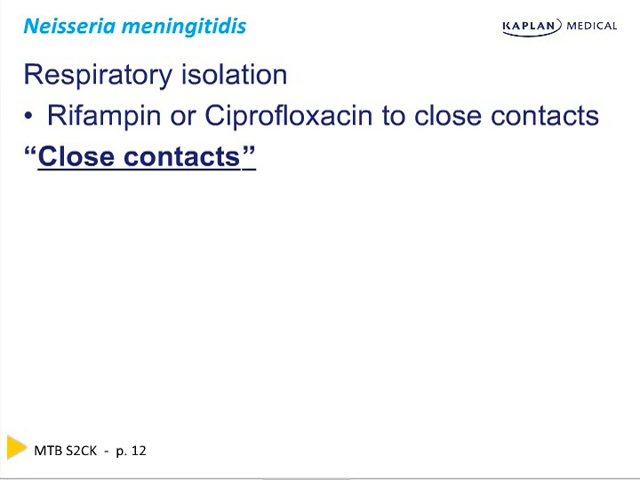 Neisseria meningitidis
KAPLAN MEDICAL
Respiratory isolation
• Rifampin or Ciprofloxacin to close contacts
“Close contacts”
MTB S2CK - p. 12